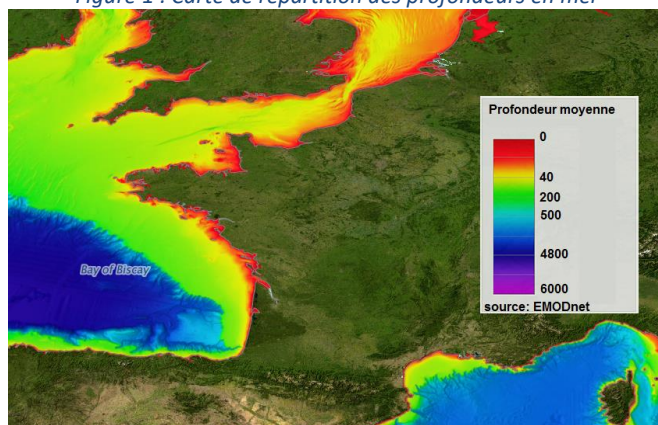 Figure 1 : Carte de répartition des profondeurs en mer
Profondeur moyenne
0
40
200
500
4800
6000
source: EMODnet
Bay of Biscay